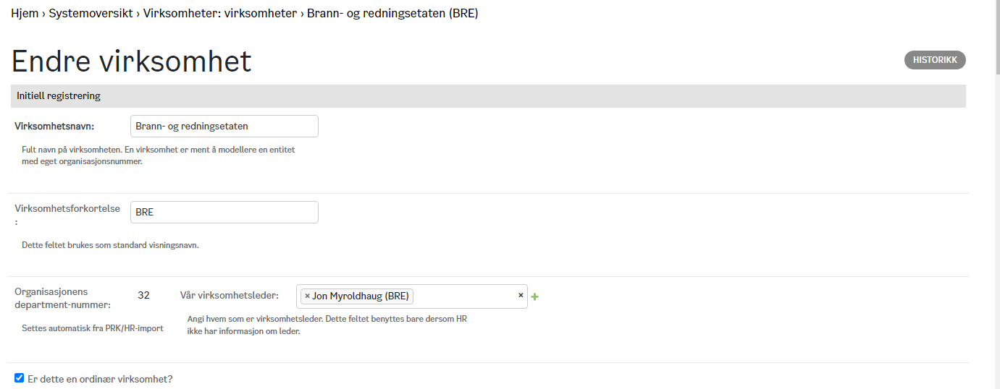 Hjem › Systemoversikt › Virksomheter: virksomheter › Brann- og redningsetaten (BRE)
Endre virksomhet
HISTORIKK
Initiell registrering
Virksomhetsnavn:
Brann- og redningsetaten
Fult navn på virksomheten. En virksomhet er ment å modellere en entitet
med eget organisasjonsnummer.
Virksomhetsforkortelse
:
BRE
Dette feltet brukes som standard visningsnavn.
Organisasjonens
department-nummer:
32
Settes automatisk fra PRK/HR-import
Vår virksomhetsleder:
× Jon Myroldhaug (BRE) × +
Angi hvem som er virksomhetsleder. Dette feltet benyttes bare dersom HR
ikke har informasjon om leder.
Er dette en ordinær virksomhet?